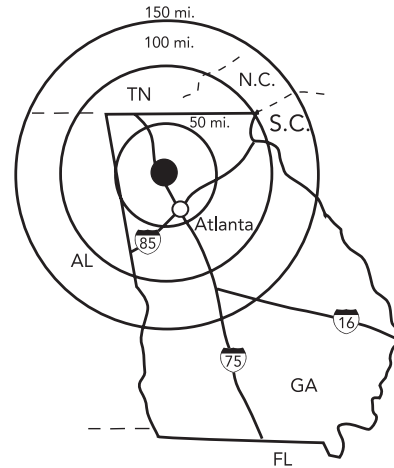 150 mi.
100 mi.
N.C.
TN
50 mi.
S.C.
Atlanta
85
AL
16
75
GA
FL